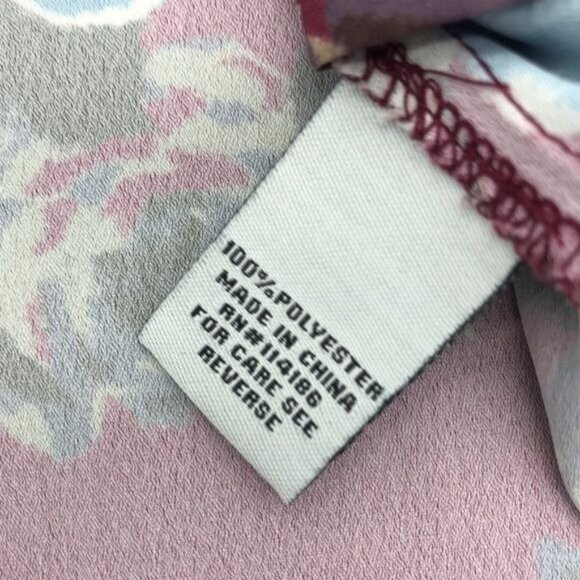 100%POLYESTER
MADE IN CHINA
RN#114186
FOR CARE SEE
REVERSE